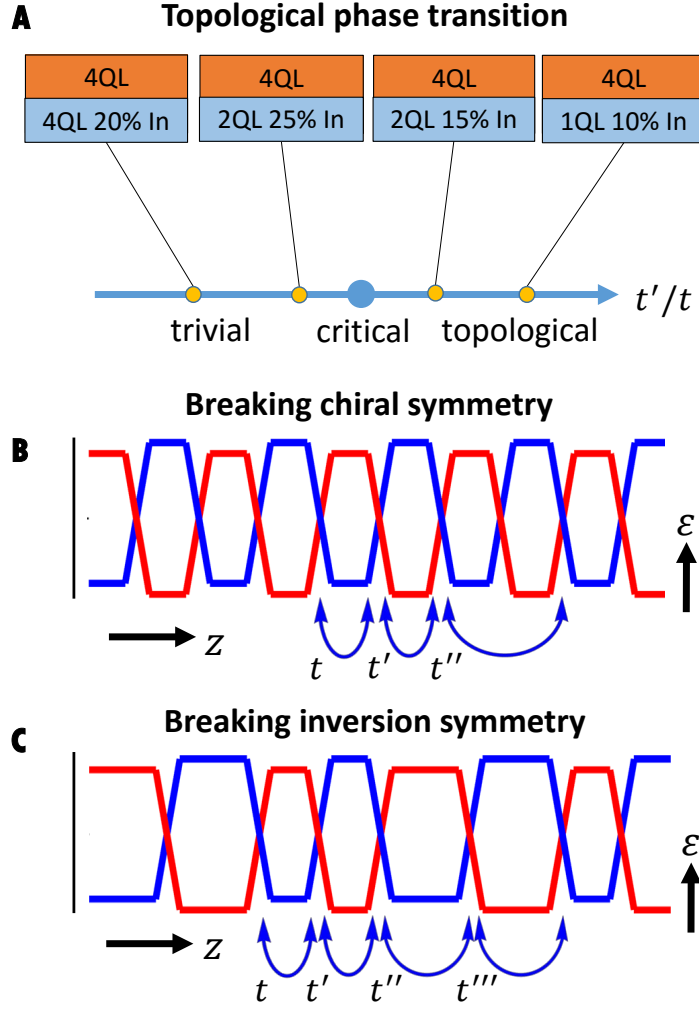 A
Topological phase transition
4QL
4QL
4QL
4QL
4QL 20% In
2QL 25% In
2QL 15% In
1QL 10% In
t′/t
trivial
critical
topological
Breaking chiral symmetry
B
ε
z
t
t′
t″
Breaking inversion symmetry
C
ε
z
t
t′
t″
t‴